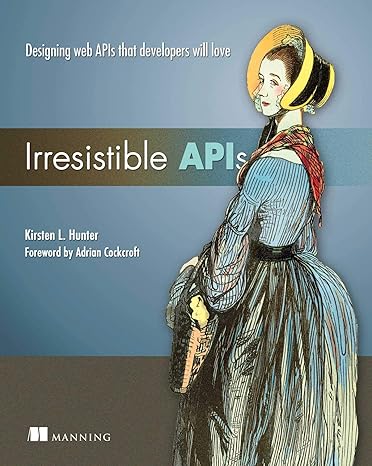 Designing web APIs that developers will love
Irresistible APIs
Kirsten L. Hunter
Foreword by Adrian Cockcroft
MANNING